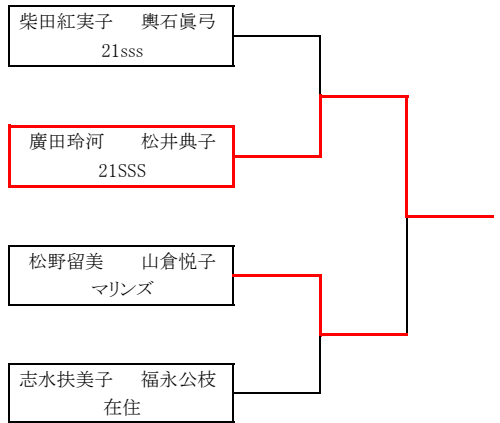 柴田紅実子　輿石眞弓
21sss
廣田玲河　松井典子
21SSS
松野留美　山倉悦子
マリンズ
志水扶美子　福永公枝
在住